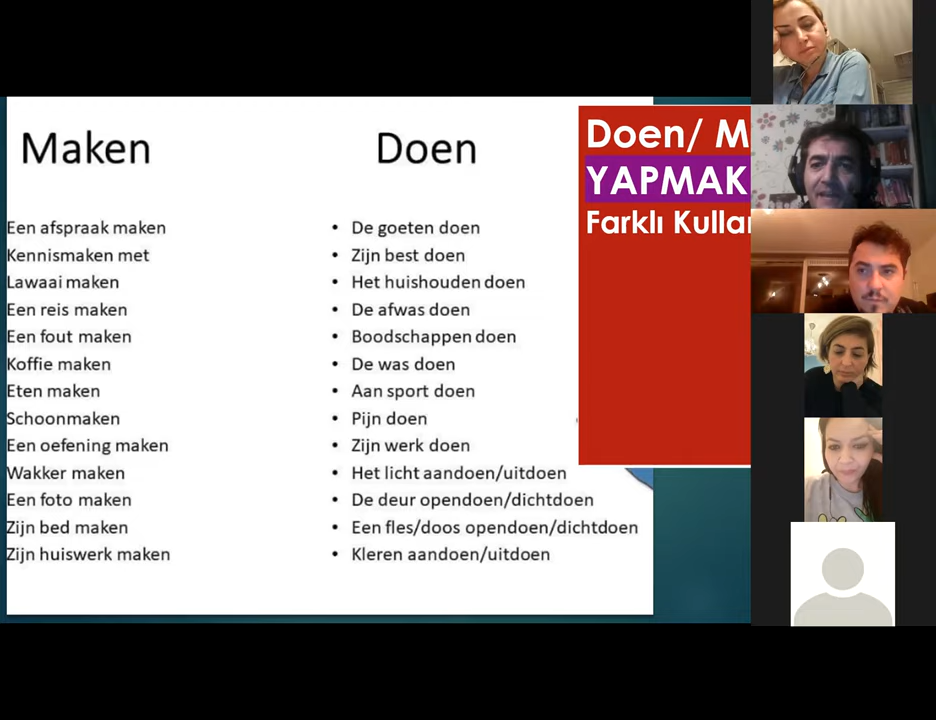 Maken
Een afspraak maken
Kennismaken met
Lawaai maken
Een reis maken
Een fout maken
Koffie maken
Eten maken
Schoonmaken
Een oefening maken
Wakker maken
Een foto maken
Zijn bed maken
Zijn huiswerk maken
Doen
• De goeten doen
• Zijn best doen
• Het huishouden doen
• De afwas doen
• Boodschappen doen
• De was doen
• Aan sport doen
• Pijn doen
• Zijn werk doen
• Het licht aandoen/uitdoen
• De deur opendoen/dichtdoen
• Een fles/doos opendoen/dichtdoen
• Kleren aandoen/uitdoen
Doen/ M
YAPMAK
Farklı Kullan